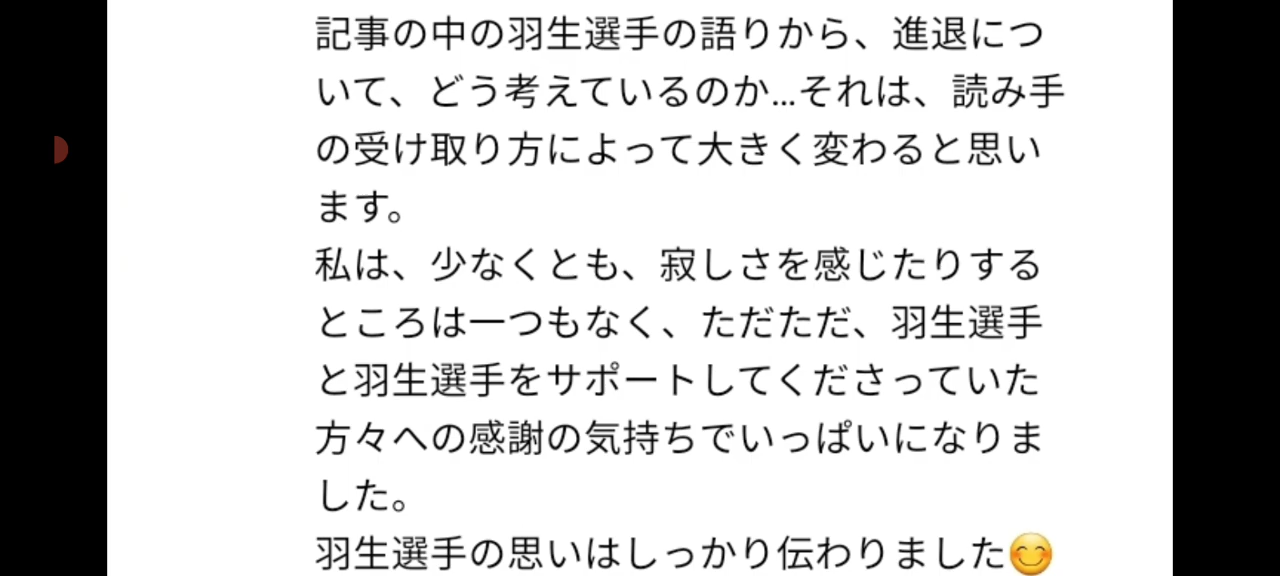 記事の中の羽生選手の語りから、進退につ
いて、どう考えているのか…それは、読み手
の受け取り方によって大きく変わると思い
ます。
私は、少なくとも、寂しさを感じたりする
ところは一つもなく、ただただ、羽生選手
と羽生選手をサポートしてくださっていた
方々への感謝の気持ちでいっぱいになりま
した。
羽生選手の思いはしっかり伝わりました😊